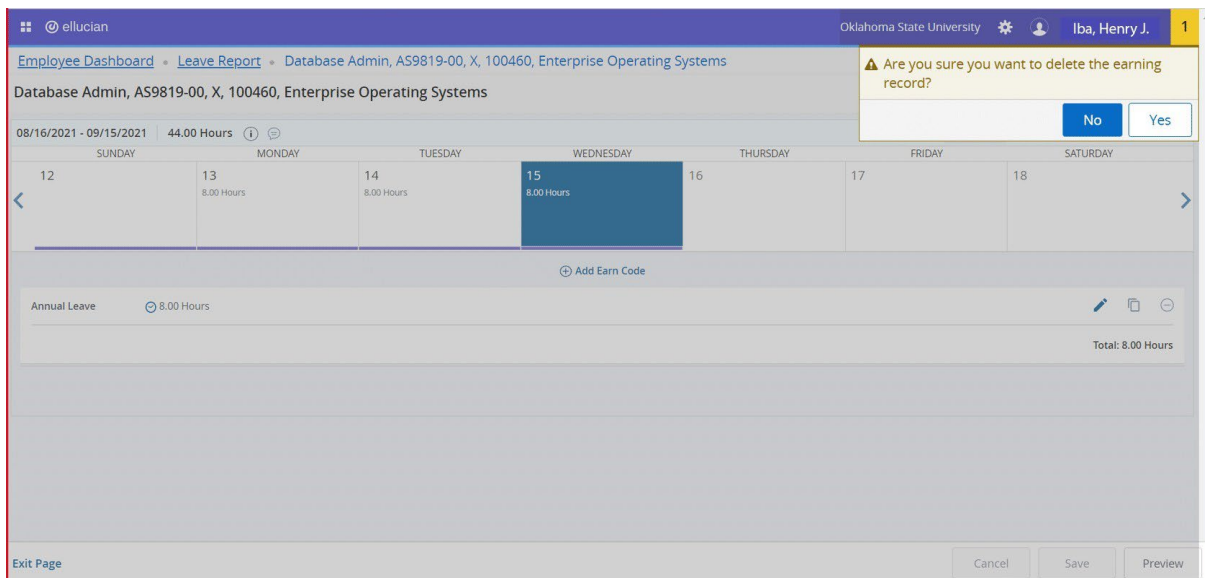 ellucian Oklahoma State University Iba, Henry J. 1
Employee Dashboard • Leave Report • Database Admin, AS9819-00, X, 100460, Enterprise Operating Systems
Are you sure you want to delete the earning
record?
No Yes
Database Admin, AS9819-00, X, 100460, Enterprise Operating Systems
08/16/2021 - 09/15/2021 44.00 Hours
SUNDAY MONDAY TUESDAY WEDNESDAY THURSDAY FRIDAY SATURDAY
12 13 14 15 16 17 18
8.00 Hours 8.00 Hours 8.00 Hours
Add Earn Code
Annual Leave 8.00 Hours
Total: 8.00 Hours
Exit Page Cancel Save Preview